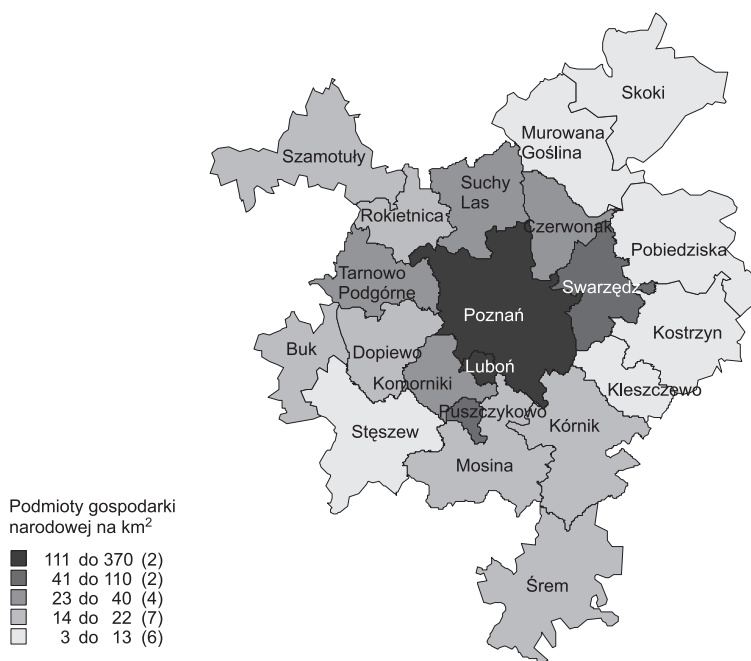 Skoki
Murowana
Goślina
Szamotuły
Suchy
Las
Rokietnica
Czerwonak
Pobiedziska
Tarnowo
Podgórne
Swarzędz
Poznań
Kostrzyn
Buk
Dopiewo
Luboń
Komorniki
Kleszczewo
Puszczykowo
Stęszew
Kórnik
Mosina
Śrem
Podmioty gospodarki
narodowej na km²
111 do 370 (2)
41 do 110 (2)
23 do 40 (4)
14 do 22 (7)
3 do 13 (6)